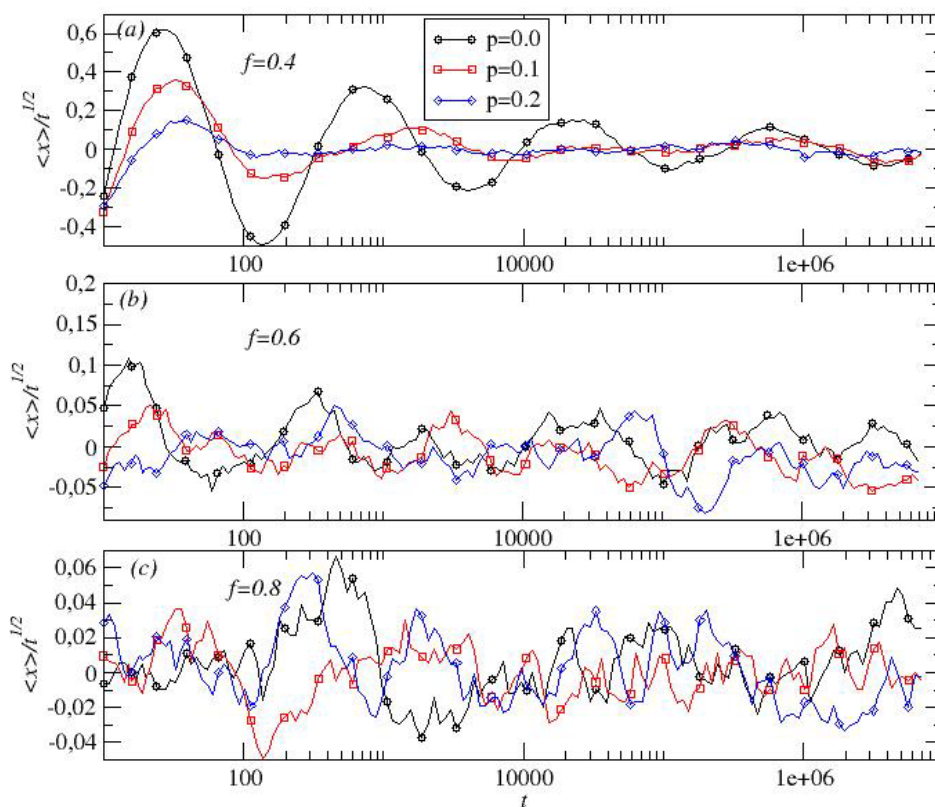 (a)
f=0.4
p=0.0
p=0.1
p=0.2
<x>/t^1/2
0,6
0,4
0,2
0
-0,2
-0,4
100
10000
1e+06
(b)
f=0.6
<x>/t^1/2
0,2
0,15
0,1
0,05
0
-0,05
100
10000
1e+06
(c)
f=0.8
<x>/t^1/2
0,06
0,04
0,02
0
-0,02
-0,04
100
10000
1e+06
t